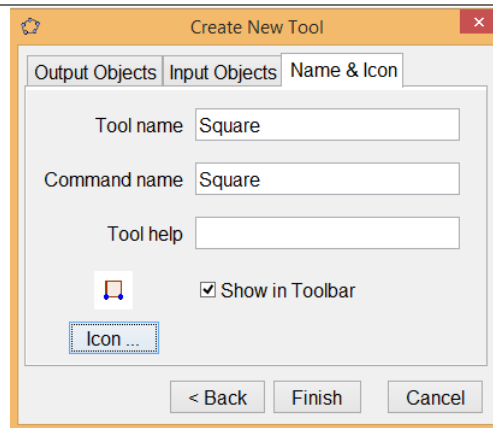 Create New Tool
Output Objects Input Objects Name & Icon
Tool name Square
Command name Square
Tool help
Show in Toolbar
Icon ...
< Back Finish Cancel